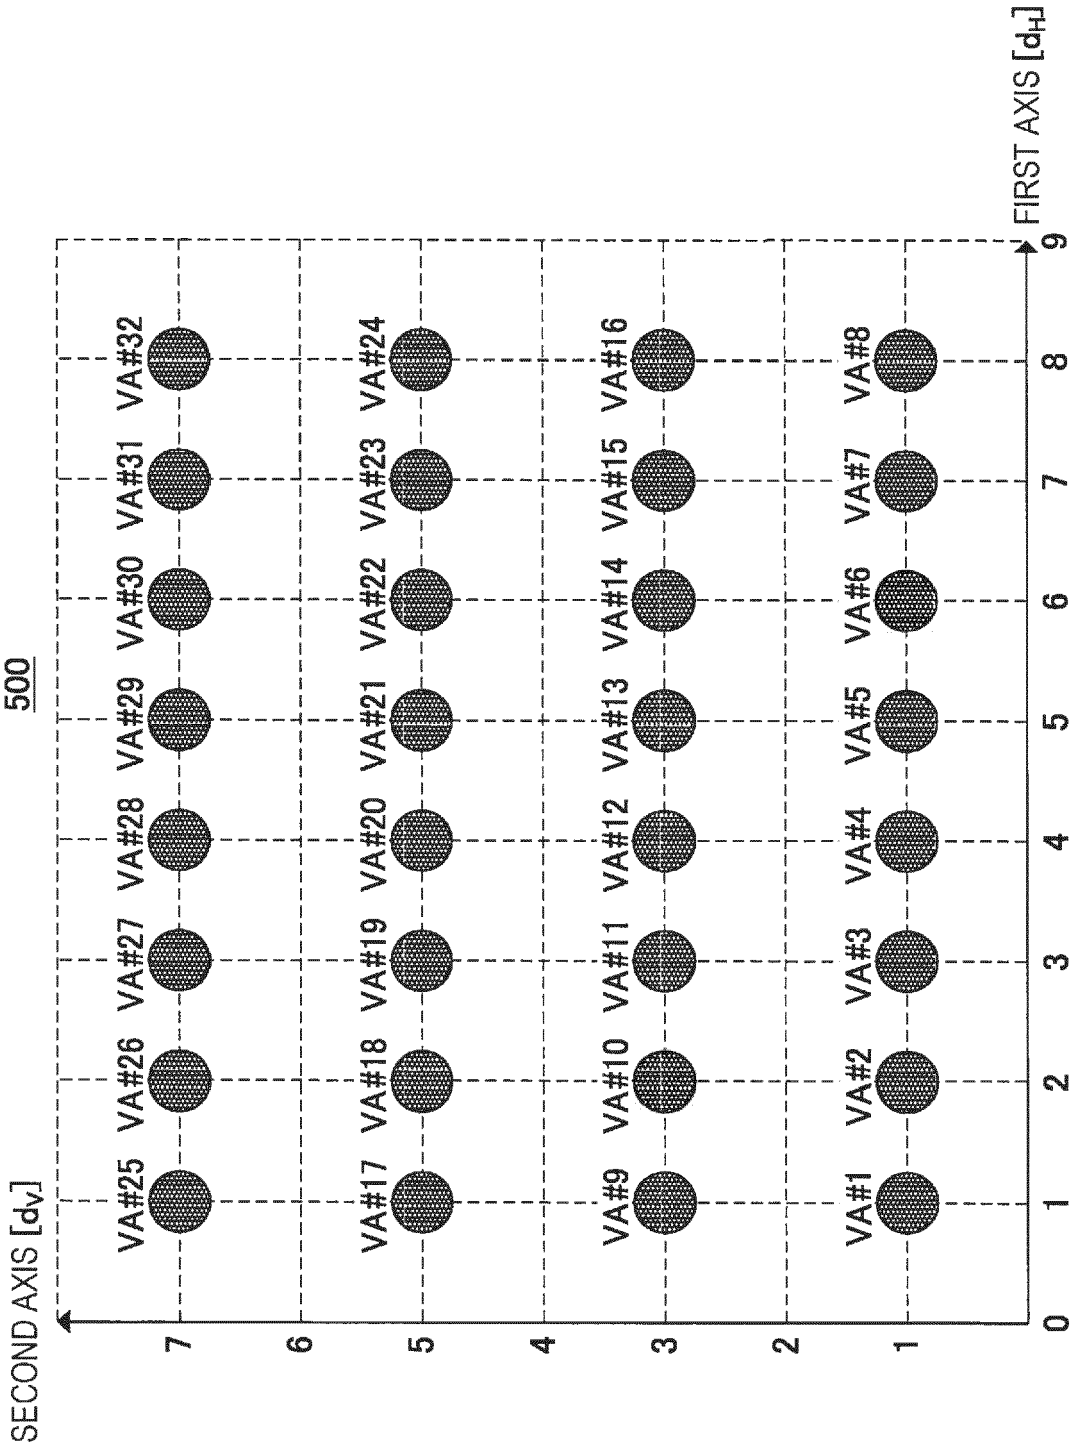 500
SECOND AXIS [dV]
VA#25 VA#26 VA#27 VA#28 VA#29 VA#30 VA#31 VA#32
7
6
VA#17 VA#18 VA#19 VA#20 VA#21 VA#22 VA#23 VA#24
5
4
VA#9 VA#10 VA#11 VA#12 VA#13 VA#14 VA#15 VA#16
3
2
VA#1 VA#2 VA#3 VA#4 VA#5 VA#6 VA#7 VA#8
1
0 1 2 3 4 5 6 7 8 9
FIRST AXIS [dH]